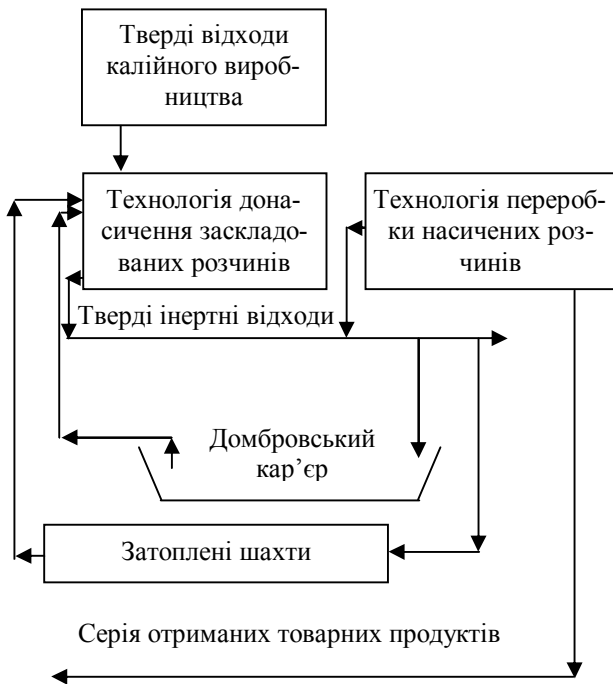 Тверді відходи
калійного вироб-
ництва
Технологія дона-
сичення заскладо-
ваних розчинів
Технологія перероб-
ки насичених роз-
чинів
Тверді інертні відходи
Домбровський
кар’єр
Затоплені шахти
Серія отриманих товарних продуктів